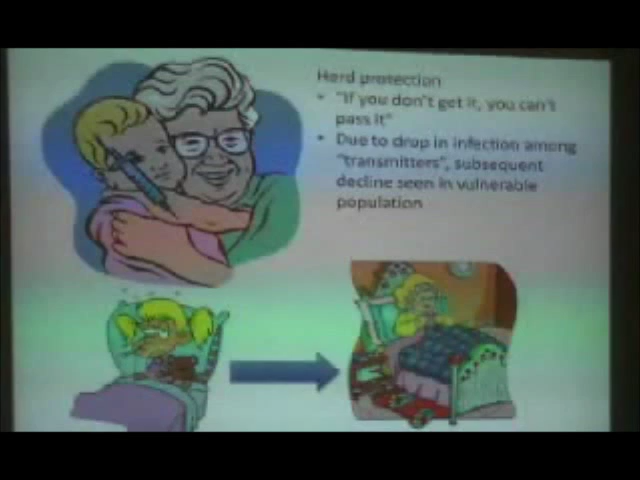 Herd protection
• "If you don't get it, you can't
pass it"
• Due to drop in infection among
"transmitters", subsequent
decline seen in vulnerable
population